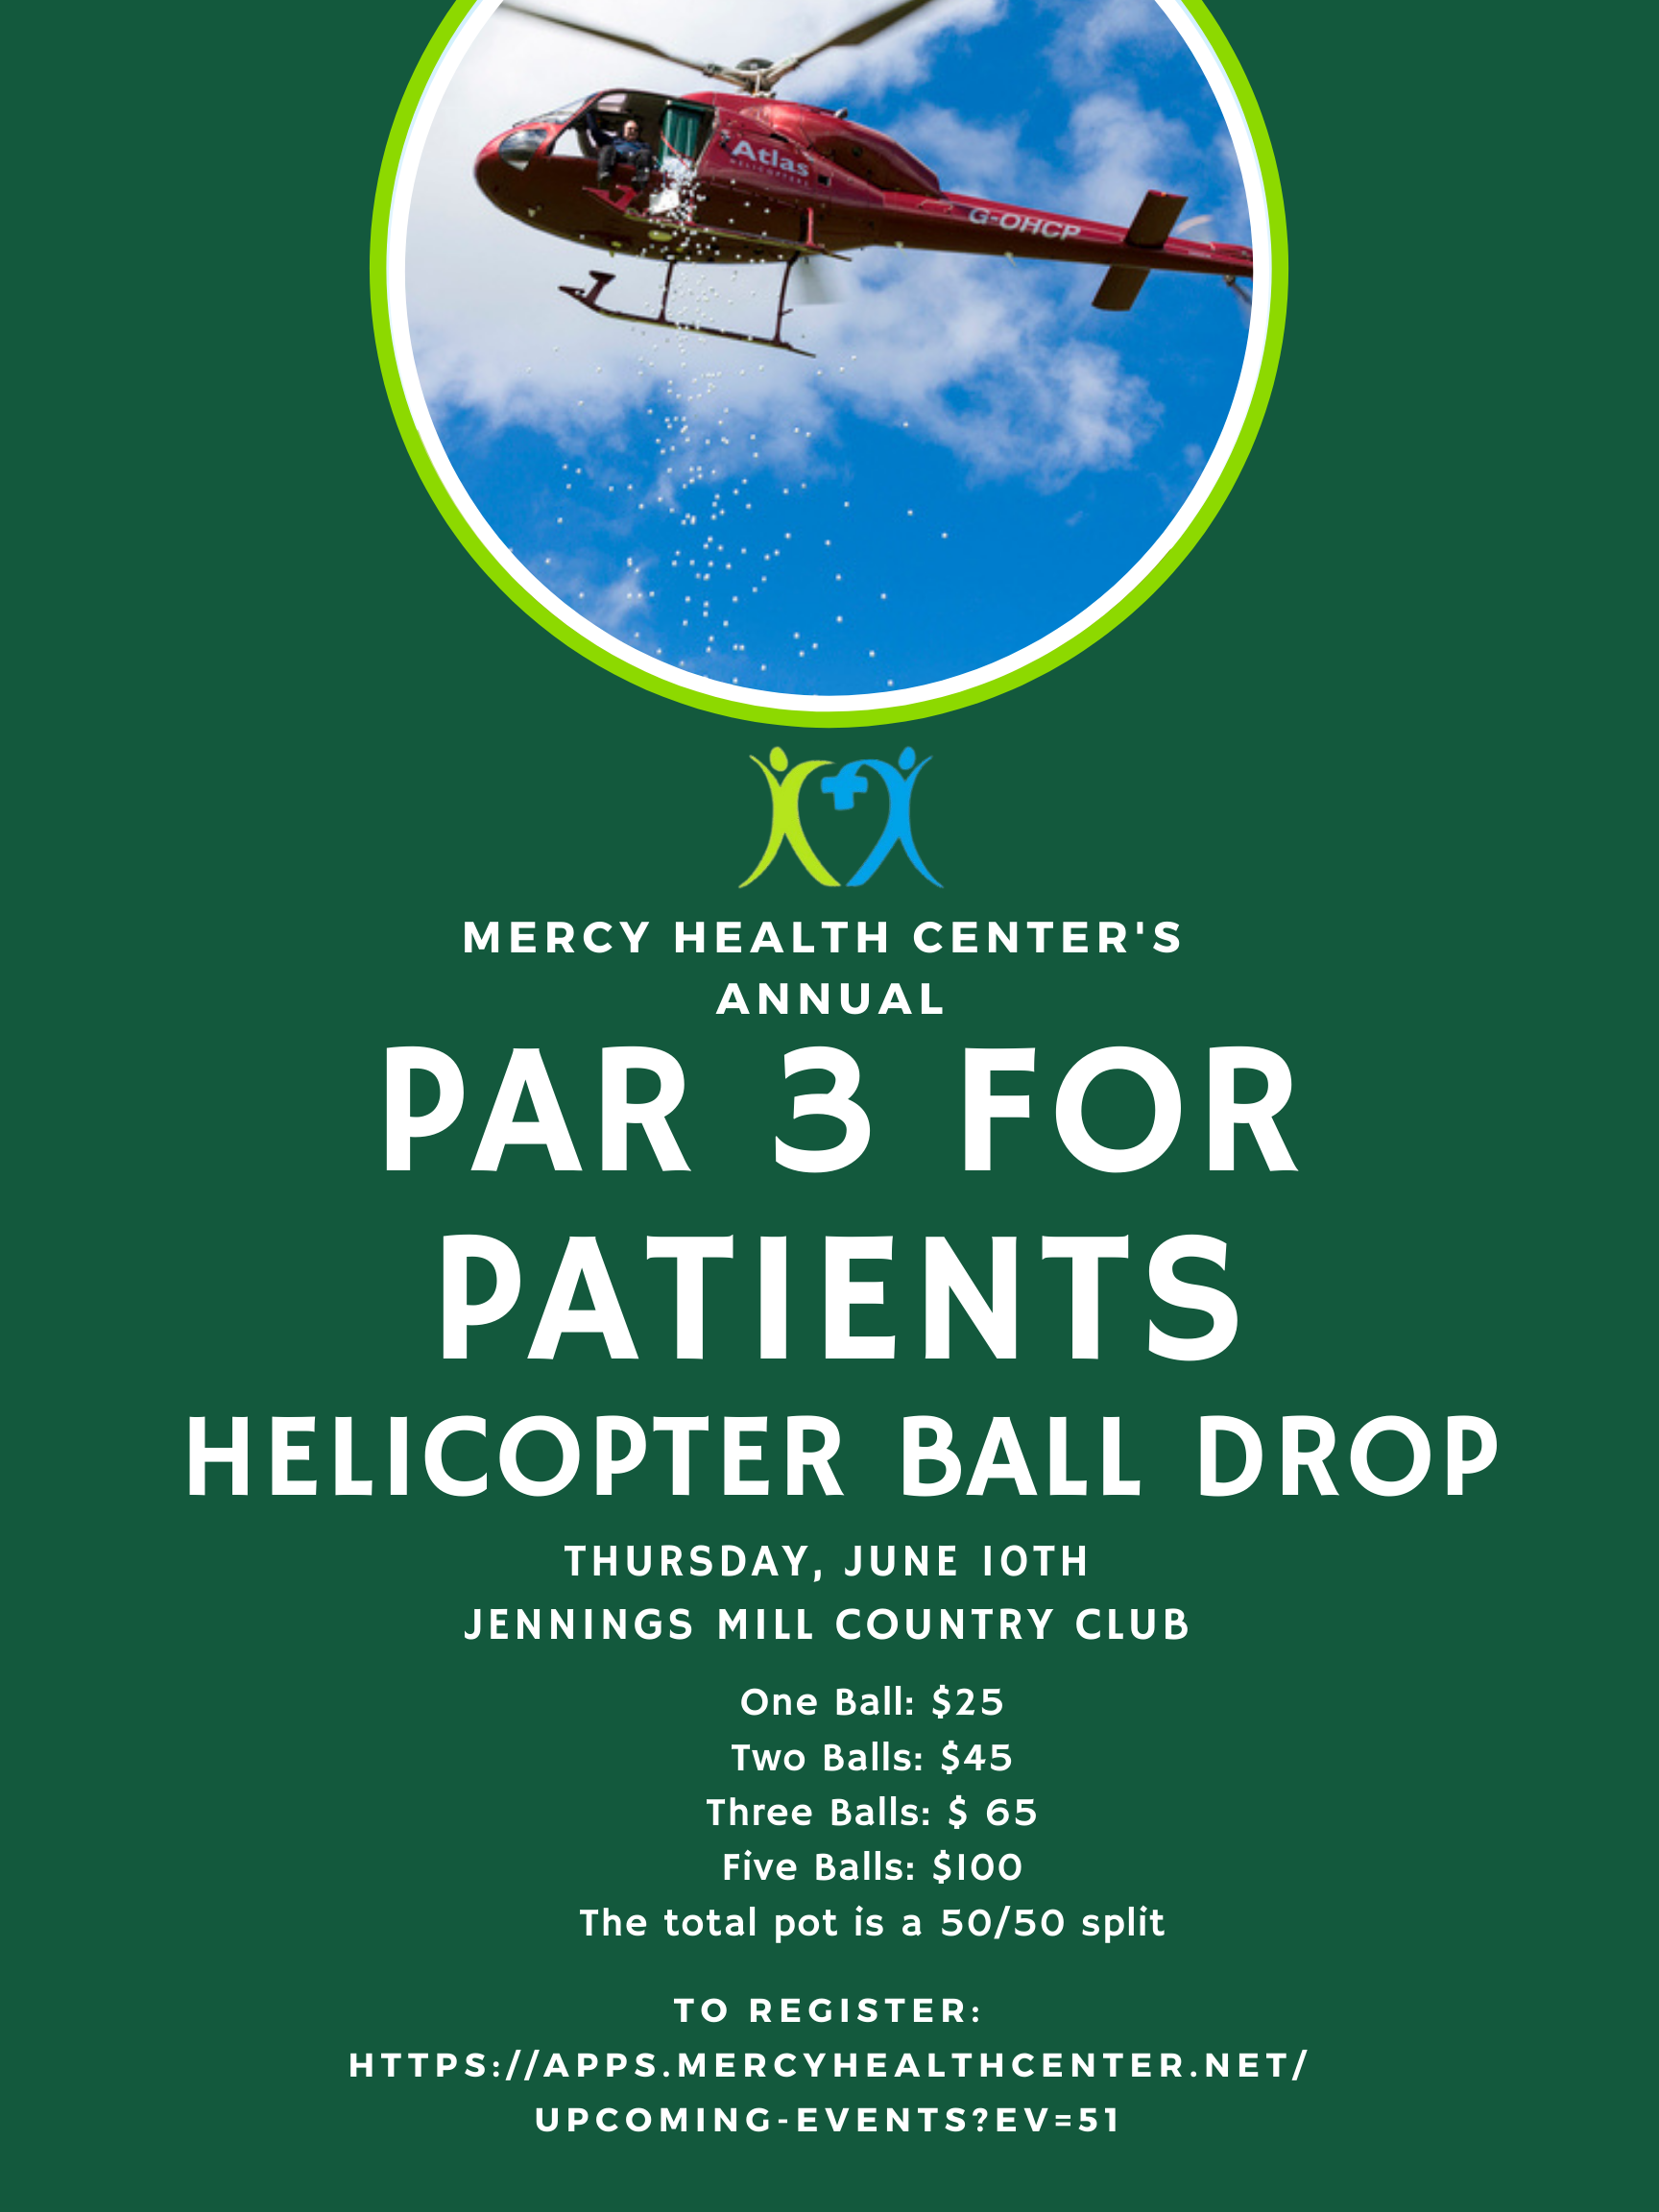 Atlas
HELICOPTERS
G-OHCP
MERCY HEALTH CENTER'S
ANNUAL
PAR 3 FOR
PATIENTS
HELICOPTER BALL DROP
THURSDAY, JUNE 10TH
JENNINGS MILL COUNTRY CLUB
One Ball: $25
Two Balls: $45
Three Balls: $ 65
Five Balls: $100
The total pot is a 50/50 split
TO REGISTER:
HTTPS://APPS.MERCYHEALTHCENTER.NET/
UPCOMING-EVENTS?EV=51